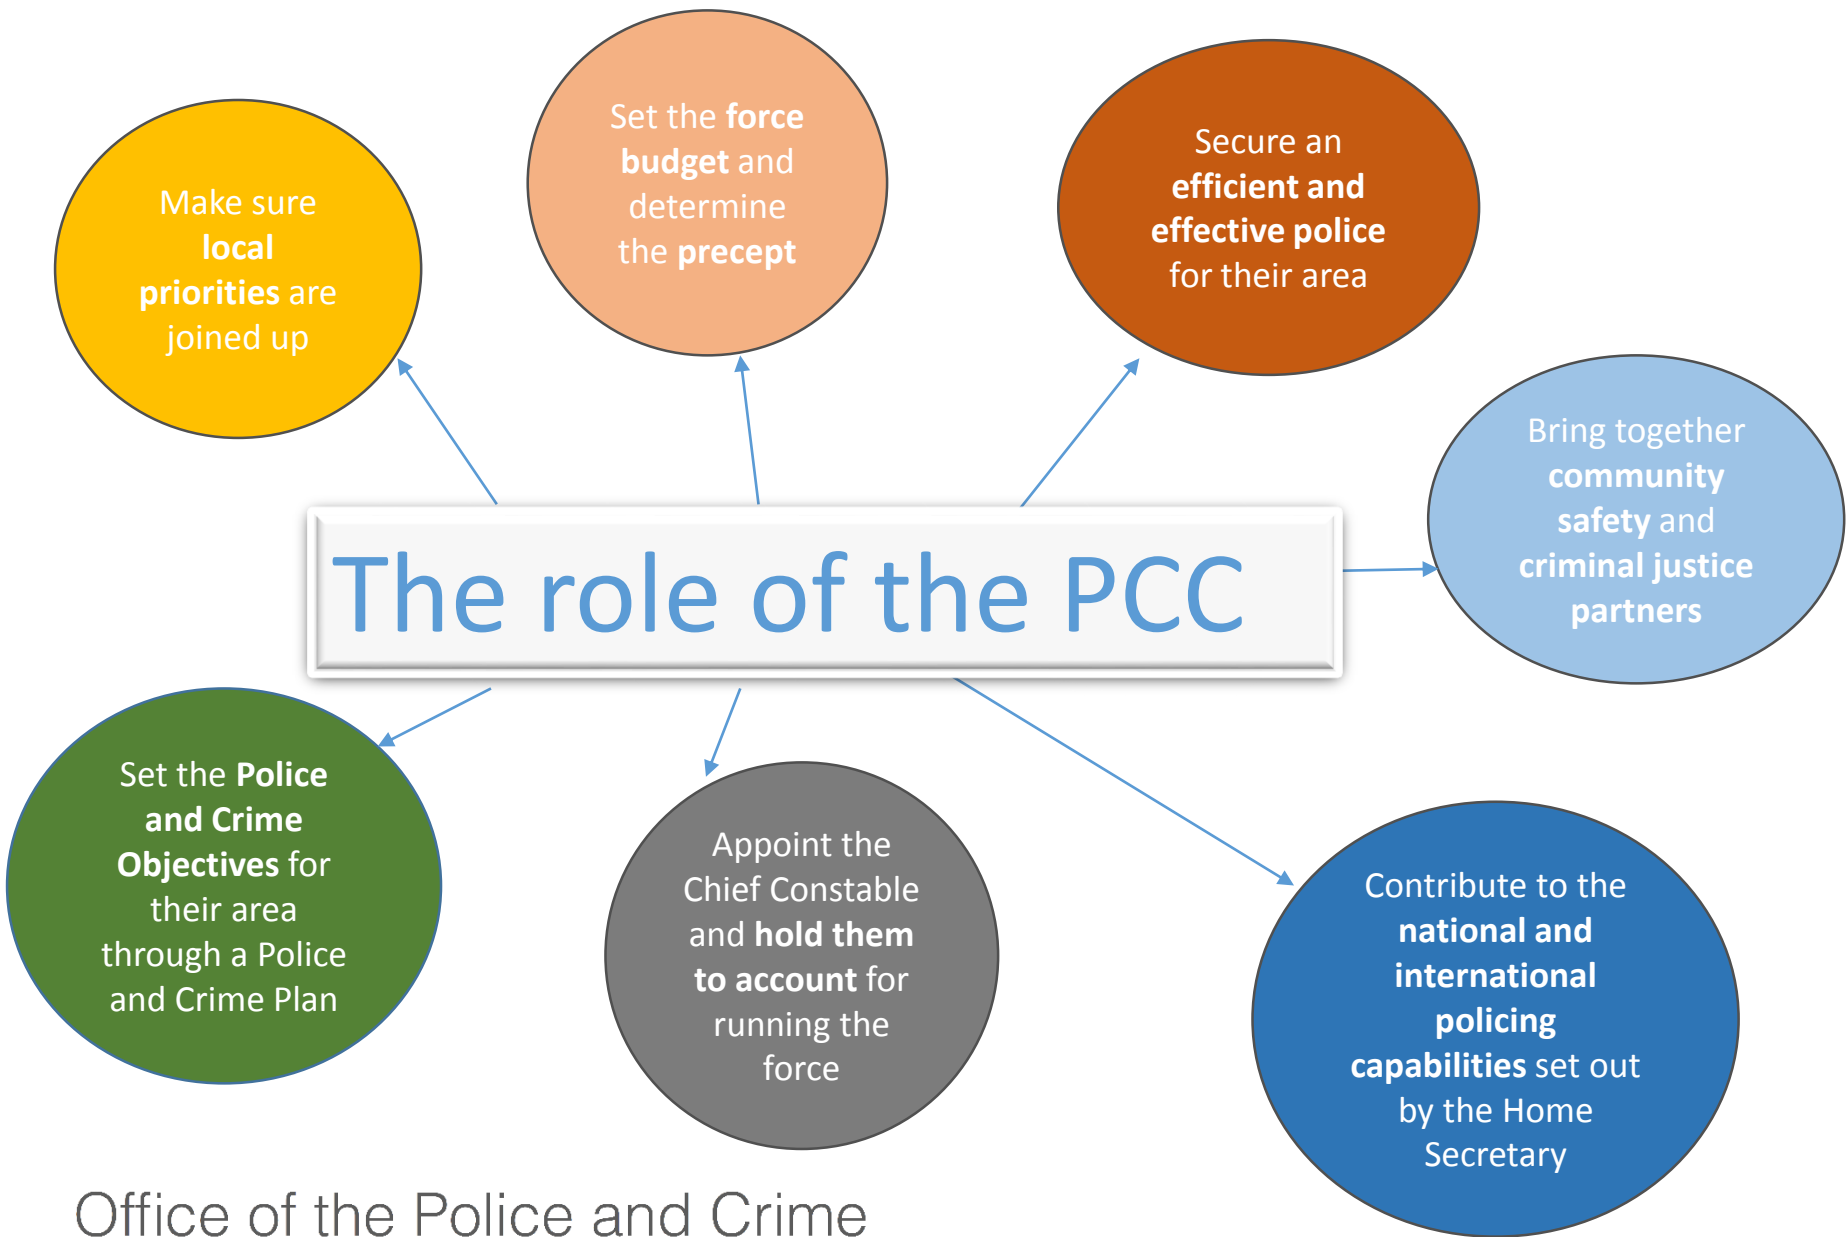 Make sure
local
priorities are
joined up
Set the force
budget and
determine
the precept
Secure an
efficient and
effective police
for their area
Bring together
community
safety and
criminal justice
partners
The role of the PCC
Set the Police
and Crime
Objectives for
their area
through a Police
and Crime Plan
Appoint the
Chief Constable
and hold them
to account for
running the
force
Contribute to the
national and
international
policing
capabilities set out
by the Home
Secretary
Office of the Police and Crime